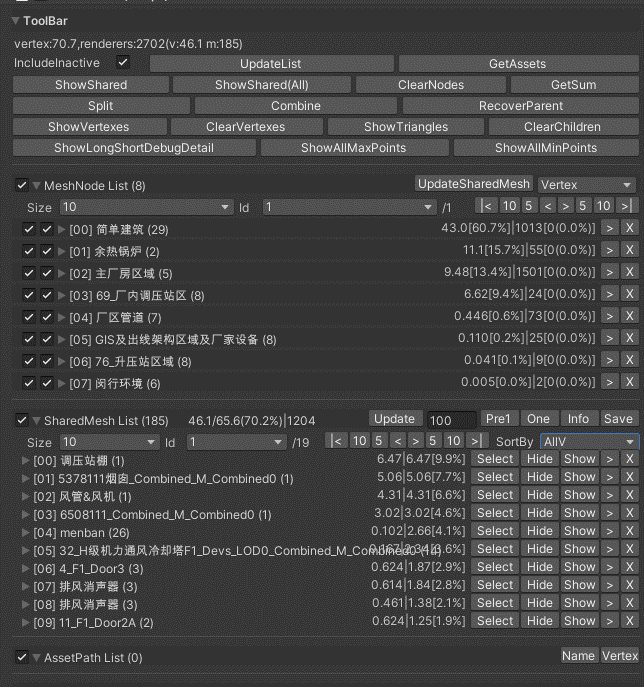 ToolBar
vertex:70.7,renderers:2702(v:46.1 m:185)
IncludeInactive UpdateList GetAssets
ShowShared ShowShared(All) ClearNodes GetSum
Split Combine RecoverParent
ShowVertexes ClearVertexes ShowTriangles ClearChildren
ShowLongShortDebugDetail ShowAllMaxPoints ShowAllMinPoints
MeshNode List (8) UpdateSharedMesh Vertex
Size 10 Id 1 /1 |< 10 5 < > 5 10 >|
[00] 简单建筑 (29) 43.0[60.7%]|1013[0(0.0%)] > X
[01] 余热锅炉 (2) 11.1[15.7%]|55[0(0.0%)] > X
[02] 主厂房区域 (5) 9.48[13.4%]|1501[0(0.0%)] > X
[03] 69_厂内调压站区 (8) 6.62[9.4%]|24[0(0.0%)] > X
[04] 厂区管道 (7) 0.446[0.6%]|73[0(0.0%)] > X
[05] GIS及出线架构区域及厂家设备 (8) 0.110[0.2%]|25[0(0.0%)] > X
[06] 76_升压站区域 (8) 0.041[0.1%]|9[0(0.0%)] > X
[07] 闵行环境 (6) 0.005[0.0%]|2[0(0.0%)] > X
SharedMesh List (185) 46.1/65.6(70.2%)|1204 Update 100 Pre1 One Info Save
Size 10 Id 1 /19 |< 10 5 < > 5 10 >| SortBy AllV
[00] 调压站棚 (1) 6.47|6.47[9.9%] Select Hide Show > X
[01] 5378111烟囱_Combined_M_Combined0 (1) 5.06|5.06[7.7%] Select Hide Show > X
[02] 风管&风机 (1) 4.31|4.31[6.6%] Select Hide Show > X
[03] 6508111_Combined_M_Combined0 (1) 3.02|3.02[4.6%] Select Hide Show > X
[04] menban (26) 0.102|2.66[4.1%] Select Hide Show > X
[05] 32_H级机力通风冷却塔F1_Devs_LOD0_Combined_M_Combined0 Select Hide Show > X
[06] 4_F1_Door3 (3) 0.624|1.87[2.9%] Select Hide Show > X
[07] 排风消声器 (3) 0.614|1.84[2.8%] Select Hide Show > X
[08] 排风消声器 (3) 0.461|1.38[2.1%] Select Hide Show > X
[09] 11_F1_Door2A (2) 0.624|1.25[1.9%] Select Hide Show > X
AssetPath List (0) Name Vertex